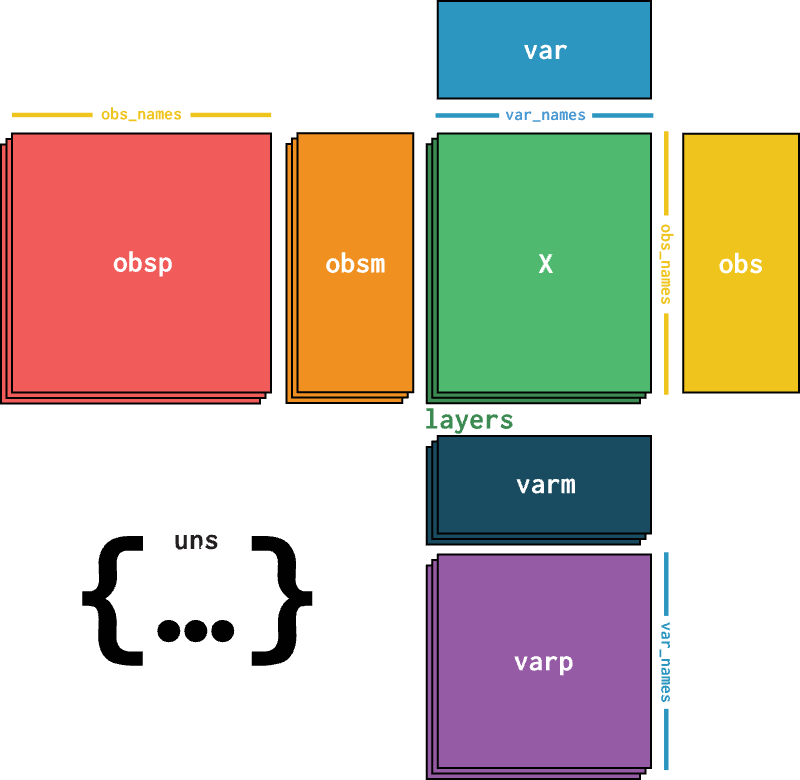 var
obs_names
var_names
obsp
obsm
X
obs_names
obs
layers
varm
uns
{...}
varp
var_names